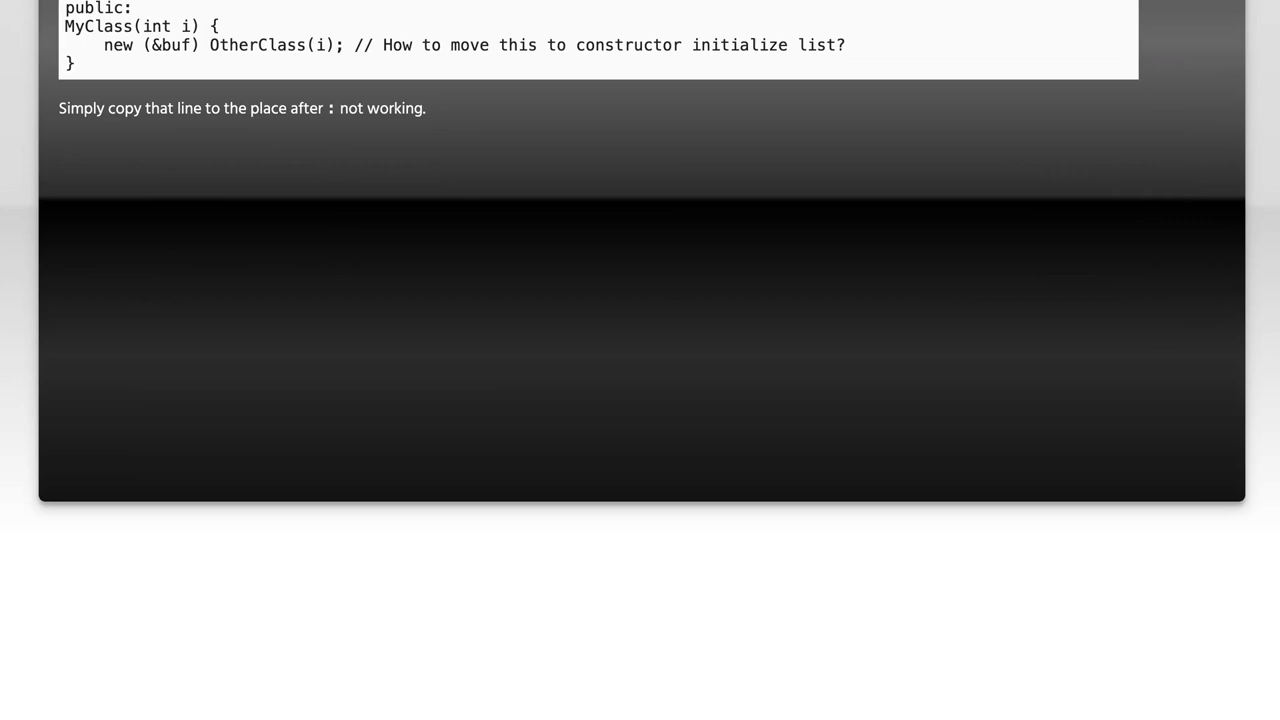 public:
MyClass(int i) {
    new (&buf) OtherClass(i); // How to move this to constructor initialize list?
}
Simply copy that line to the place after : not working.